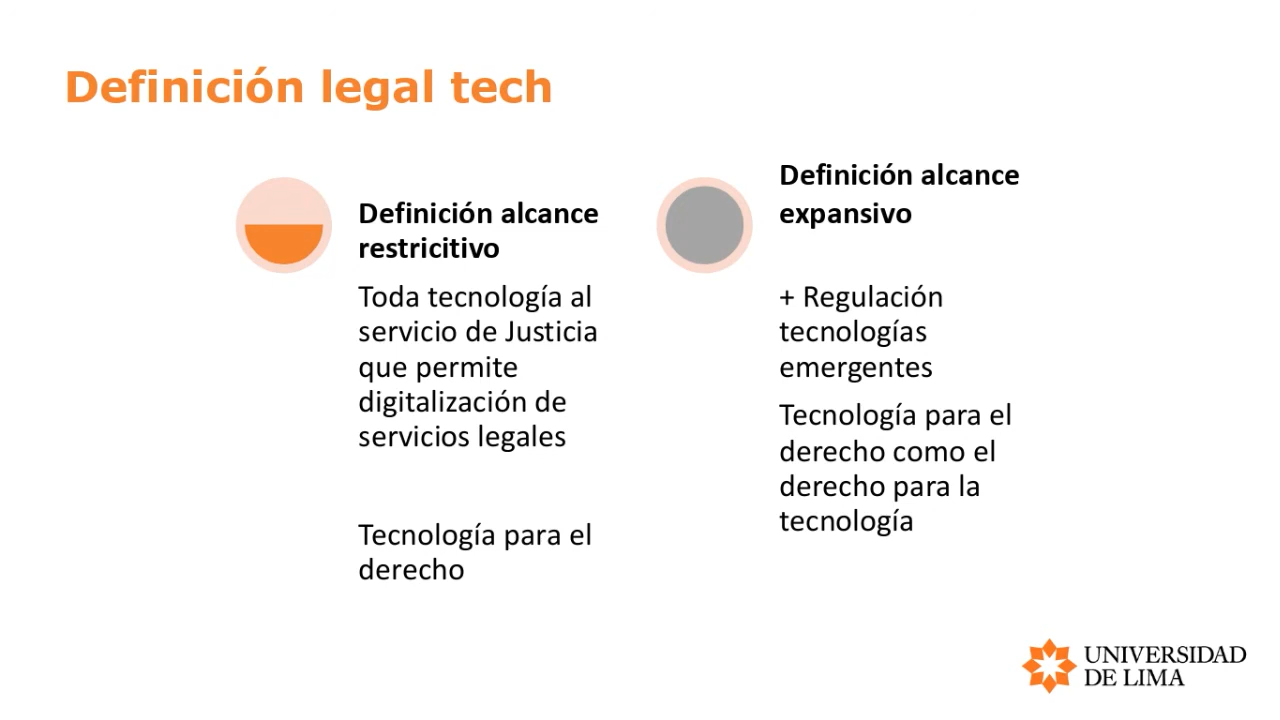 Definición legal tech
Definición alcance
restricitivo
Toda tecnología al
servicio de Justicia
que permite
digitalización de
servicios legales
Tecnología para el
derecho
Definición alcance
expansivo
+ Regulación
tecnologías
emergentes
Tecnología para el
derecho como el
derecho para la
tecnología
UNIVERSIDAD
DE LIMA